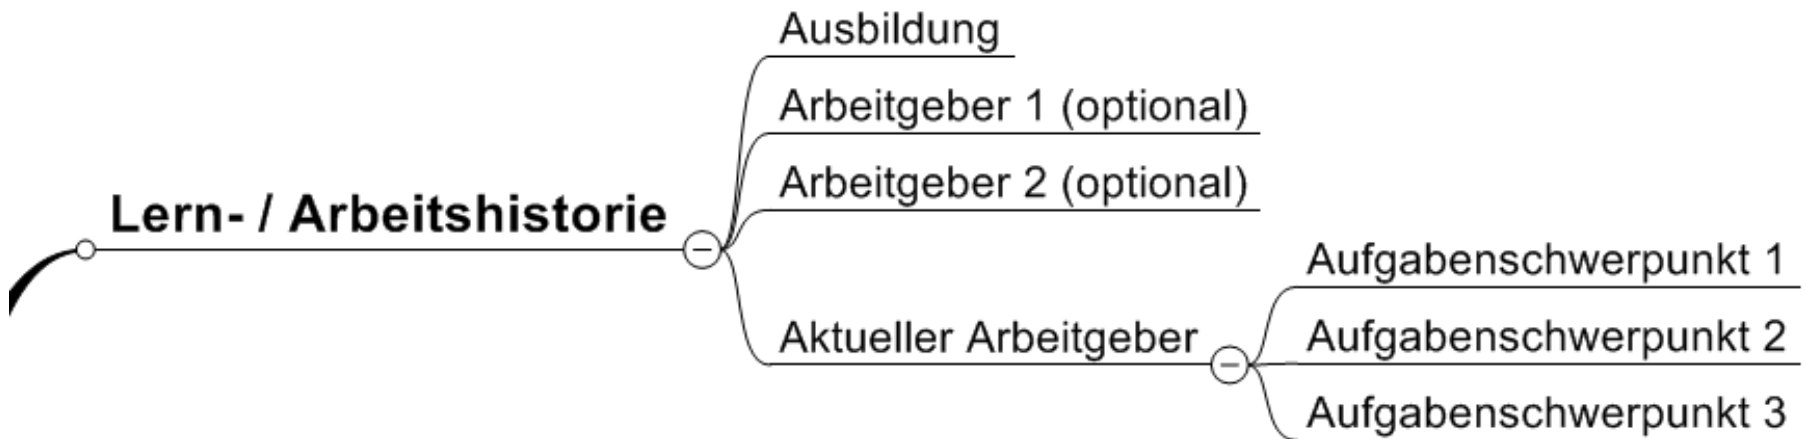 Ausbildung
Arbeitgeber 1 (optional)
Arbeitgeber 2 (optional)
Lern- / Arbeitshistorie
Aktueller Arbeitgeber
Aufgabenschwerpunkt 1
Aufgabenschwerpunkt 2
Aufgabenschwerpunkt 3